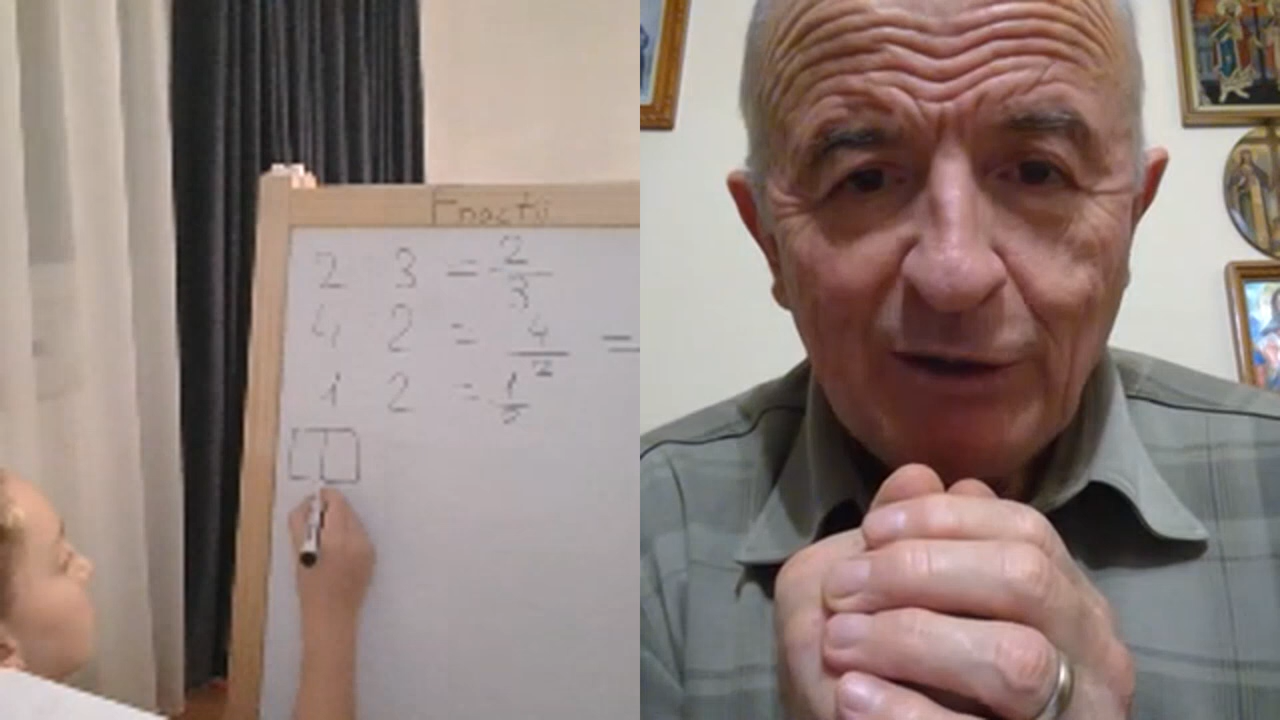 Fracții
2 3 = 2/3
4 2 = 4/2 =
1 2 = 1/2